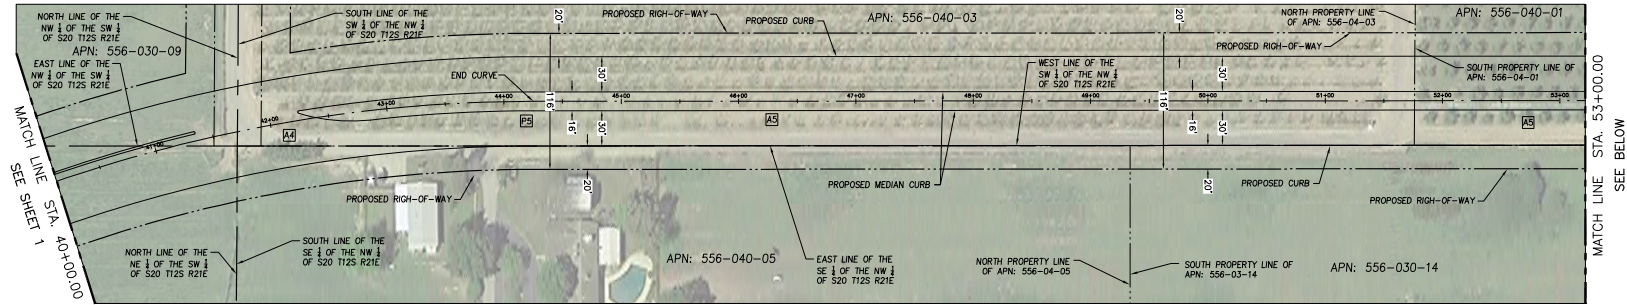 NORTH LINE OF THE
NW ¼ OF THE SW ¼
OF S20 T12S R21E
SOUTH LINE OF THE
SW ¼ OF THE NW ¼
OF S20 T12S R21E
APN: 556-030-09
EAST LINE OF THE
NW ¼ OF THE SW ¼
OF S20 T12S R21E
20'
PROPOSED RIGH-OF-WAY
PROPOSED CURB
APN: 556-040-03
20'
NORTH PROPERTY LINE
OF APN: 556-04-03
PROPOSED RIGH-OF-WAY
APN: 556-040-01
SOUTH PROPERTY LINE OF
APN: 556-04-01
END CURVE
30'
WEST LINE OF THE
SW ¼ OF THE NW ¼
OF S20 T12S R21E
30'
41+00
42+00
43+00
44+00
45+00
46+00
47+00
48+00
49+00
50+00
51+00
52+00
53+00
116'
116'
A4
P5
A5
A5
16'
30'
16'
30'
20'
20'
PROPOSED RIGH-OF-WAY
PROPOSED MEDIAN CURB
PROPOSED CURB
PROPOSED RIGH-OF-WAY
NORTH LINE OF THE
NE ¼ OF THE SW ¼
OF S20 T12S R21E
SOUTH LINE OF THE
SE ¼ OF THE NW ¼
OF S20 T12S R21E
APN: 556-040-05
EAST LINE OF THE
SE ¼ OF THE NW ¼
OF S20 T12S R21E
NORTH PROPERTY LINE
OF APN: 556-04-05
SOUTH PROPERTY LINE OF
APN: 556-03-14
APN: 556-030-14
MATCH LINE STA. 40+00.00
SEE SHEET 1
MATCH LINE STA. 53+00.00
SEE BELOW